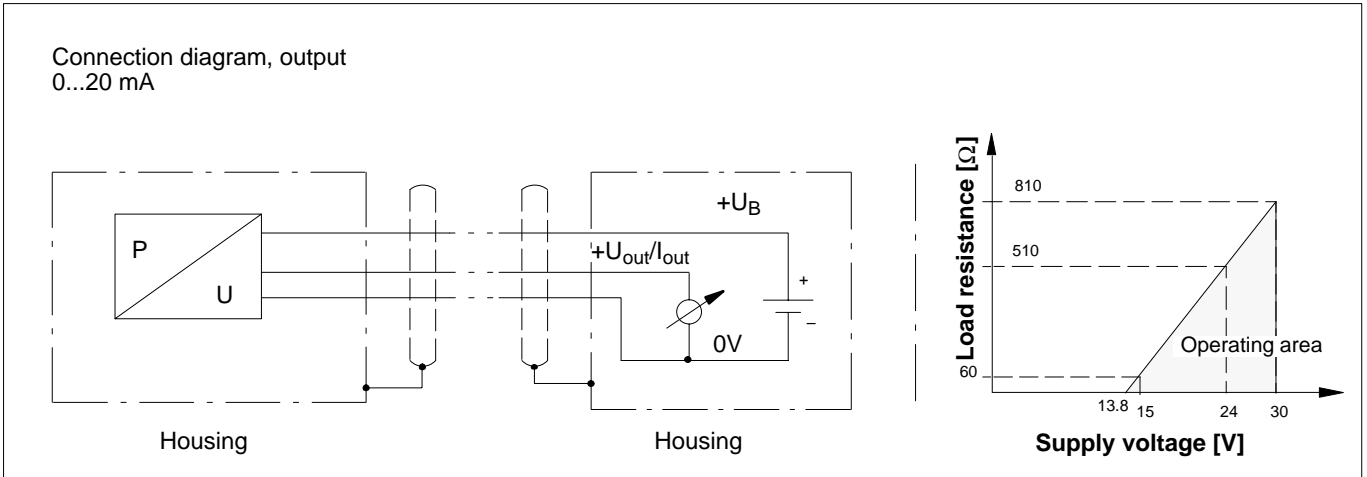 Connection diagram, output
0...20 mA
P
U
+U_B
+U_out/I_out
+
–
0V
Housing
Housing
Load resistance [Ω]
810
510
60
Operating area
13.8
15
24
30
Supply voltage [V]